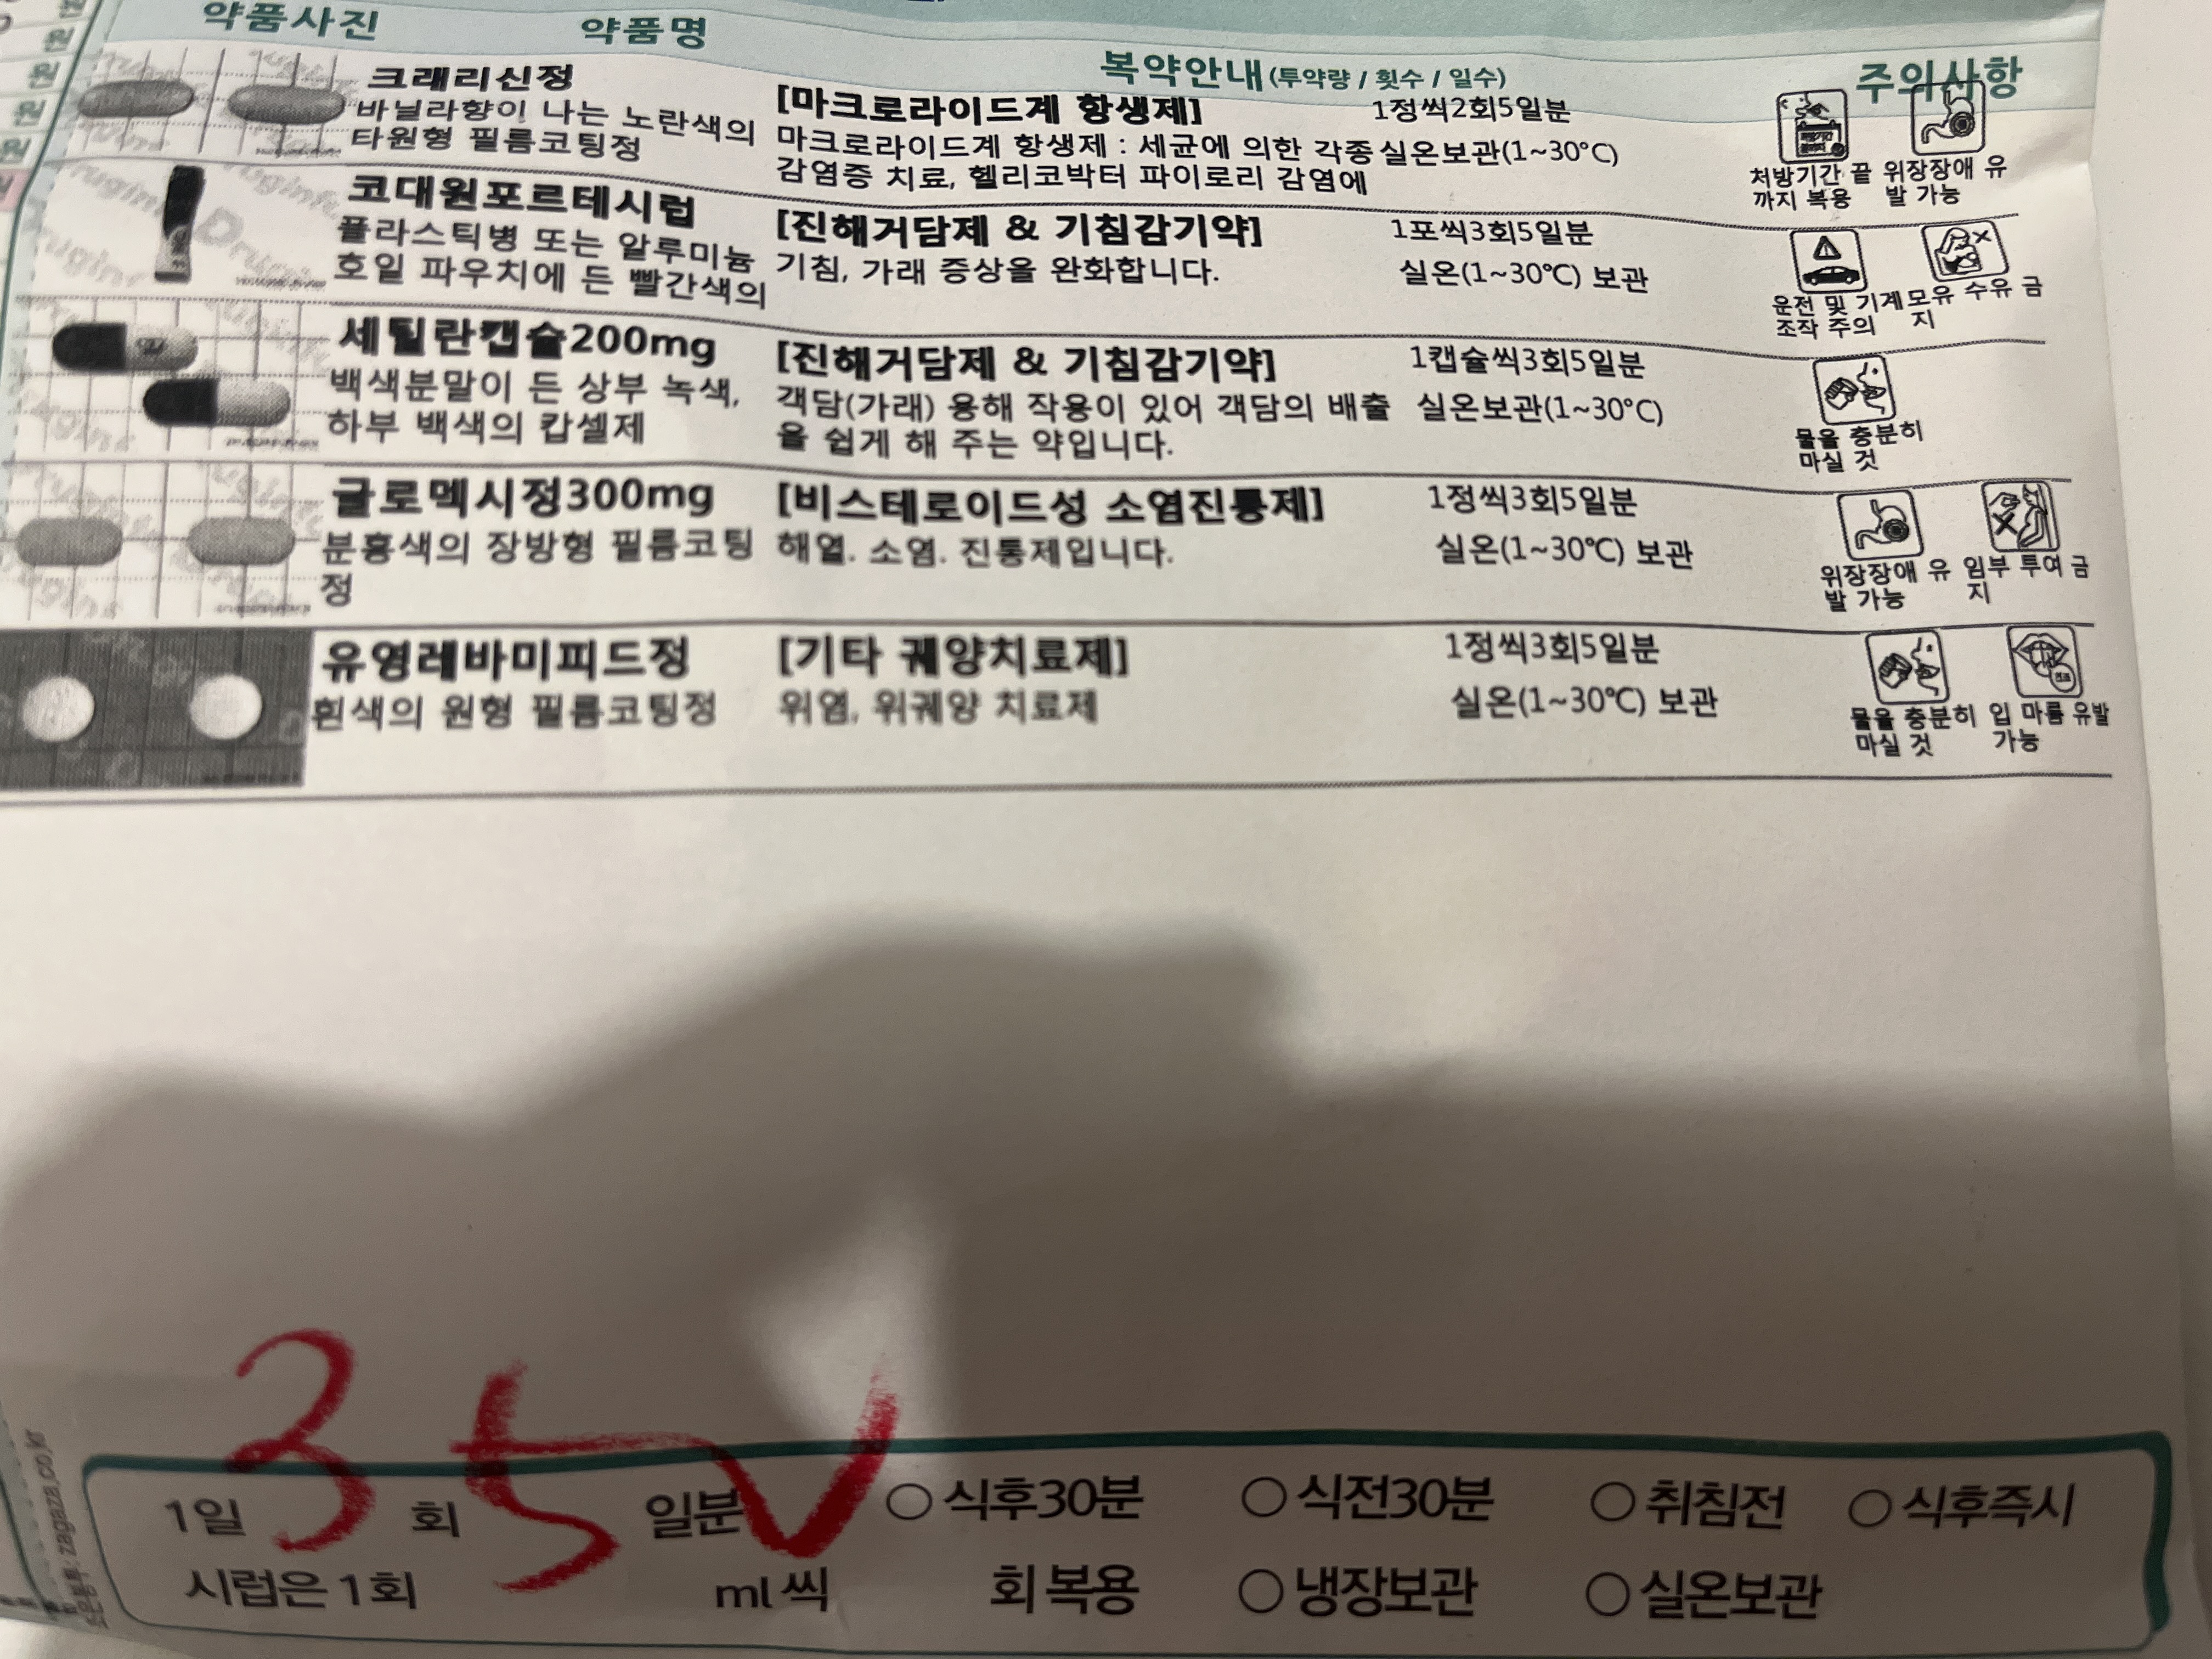 약품사진 약품명 복약안내(투약량 / 횟수 / 일수) 주의사항
크래리신정
바닐라향이 나는 노란색의
타원형 필름코팅정
[마크로라이드계 항생제] 1정씩2회5일분
마크로라이드계 항생제 : 세균에 의한 각종 실온보관(1~30°C)
감염증 치료, 헬리코박터 파이로리 감염에
처방기간 끝 위장장애 유
까지 복용 발 가능
코대원포르테시럽
플라스틱병 또는 알루미늄
호일 파우치에 든 빨간색의
[진해거담제 & 기침감기약] 1포씩3회5일분
기침, 가래 증상을 완화합니다. 실온(1~30℃) 보관
운전 및 기계 모유 수유 금
조작 주의 지
세틸란캡슐200mg
백색분말이 든 상부 녹색,
하부 백색의 캅셀제
[진해거담제 & 기침감기약] 1캡슐씩3회5일분
객담(가래) 용해 작용이 있어 객담의 배출 실온보관(1~30°C)
을 쉽게 해 주는 약입니다.
물을 충분히
마실 것
글로멕시정300mg
분홍색의 장방형 필름코팅
정
[비스테로이드성 소염진통제] 1정씩3회5일분
해열. 소염. 진통제입니다. 실온(1~30℃) 보관
위장장애 유 임부 투여 금
발 가능 지
유영레바미피드정
흰색의 원형 필름코팅정
[기타 궤양치료제] 1정씩3회5일분
위염, 위궤양 치료제 실온(1~30℃) 보관
물을 충분히 입 마름 유발
마실 것 가능
1일 3 회 5 일분 ○ 식후30분 ○ 식전30분 ○ 취침전 ○ 식후즉시
시럽은 1회 ml 씩 회 복용 ○ 냉장보관 ○ 실온보관
zagaza.co.kr